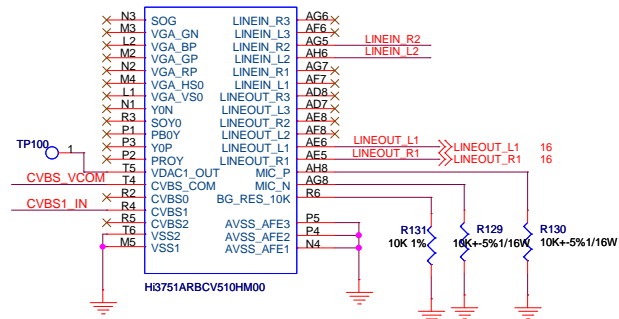 N3 SOG LINEIN_R3 AG6
M3 VGA_GN LINEIN_L3 AF6
L2 VGA_BP LINEIN_R2 AG5 LINEIN_R2
M2 VGA_GP LINEIN_L2 AH6 LINEIN_L2
N2 VGA_RP LINEIN_R1 AG7
M4 VGA_HS0 LINEIN_L1 AF7
L1 VGA_VS0 LINEOUT_R3 AD8
N1 Y0N LINEOUT_L3 AD7
R3 SOY0 LINEOUT_R2 AE8
P1 PB0Y LINEOUT_L2 AF8
P3 Y0P LINEOUT_L1 AE6 LINEOUT_L1 LINEOUT_L1 16
P2 PROY LINEOUT_R1 AE5 LINEOUT_R1 LINEOUT_R1 16
TP100 1 T5 VDAC1_OUT MIC_P AH8
CVBS_VCOM T4 CVBS_COM MIC_N AG8
R2 CVBS0 BG_RES_10K R6
CVBS1_IN R4 CVBS1
R5 CVBS2 AVSS_AFE3 P5
T6 VSS2 AVSS_AFE2 P4
M5 VSS1 AVSS_AFE1 N4
R131 R129 R130
10K 1% 10K+-5%1/16W 10K+-5%1/16W
Hi3751ARBCV510HM00